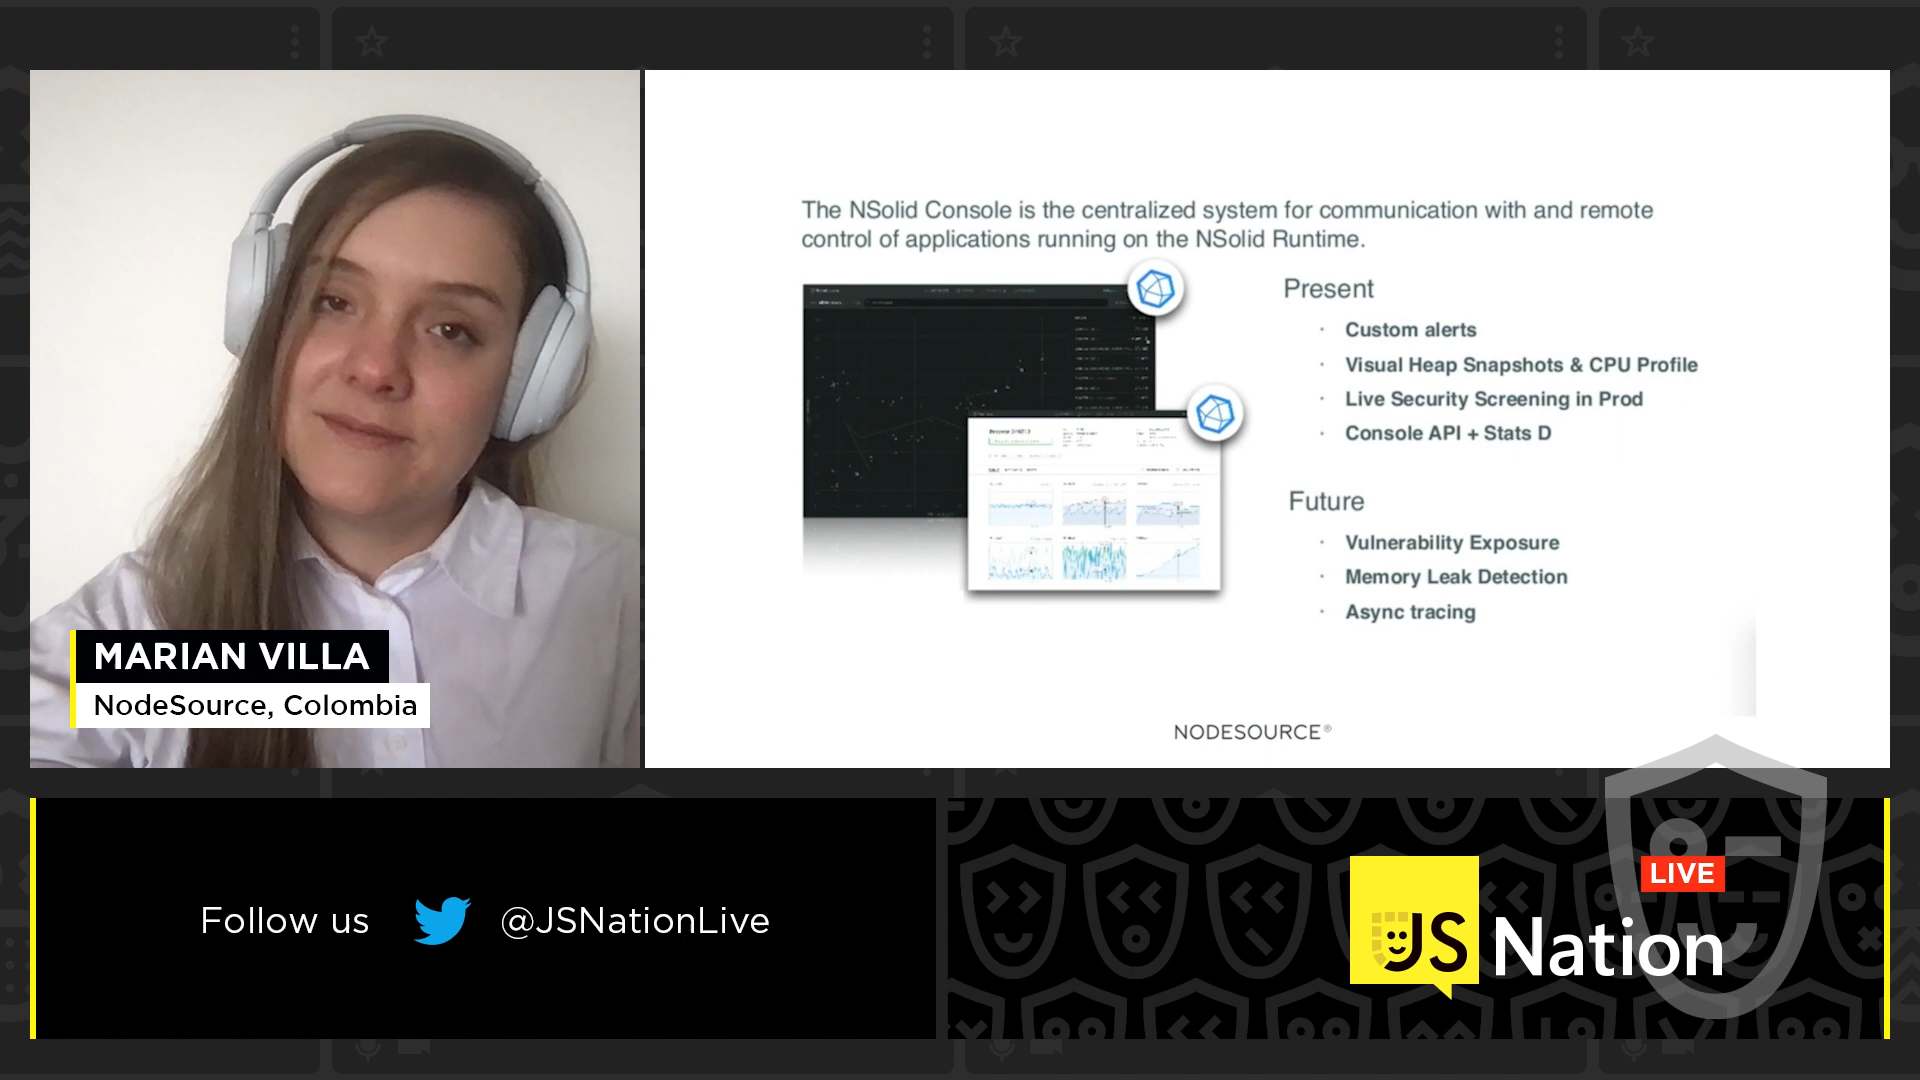 The NSolid Console is the centralized system for communication with and remote
control of applications running on the NSolid Runtime.
Present
· Custom alerts
· Visual Heap Snapshots & CPU Profile
· Live Security Screening in Prod
· Console API + Stats D
Future
· Vulnerability Exposure
· Memory Leak Detection
· Async tracing
NODESOURCE®
MARIAN VILLA
NodeSource, Colombia
Follow us @JSNationLive
LIVE
JS Nation